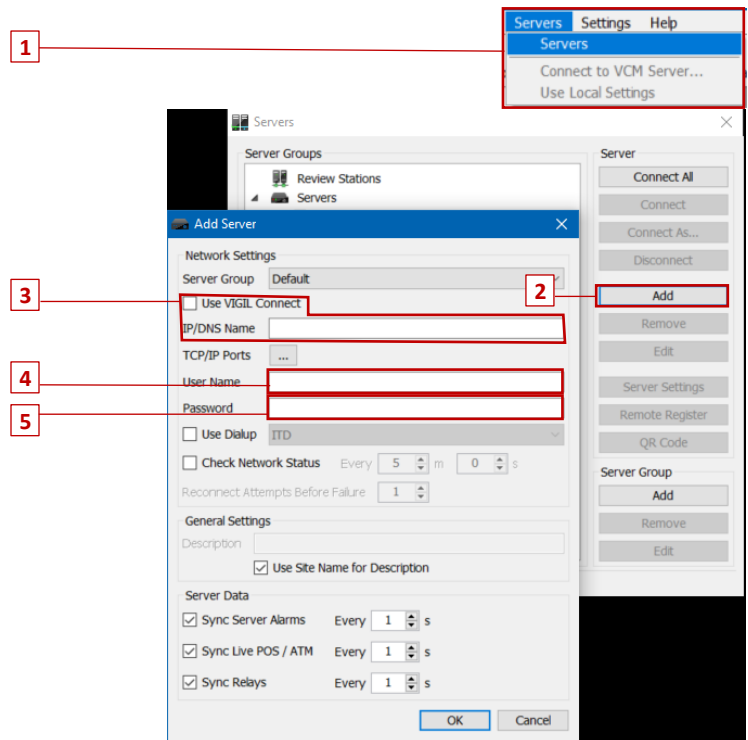 Servers Settings Help
1
Servers
Connect to VCM Server...
Use Local Settings
Servers
Server Groups
Review Stations
Servers
Server
Connect All
Connect
Connect As...
Disconnect
2
Add
Remove
Edit
Server Settings
Remote Register
QR Code
Server Group
Add
Remove
Edit
Add Server
Network Settings
Server Group Default
3
Use VIGIL Connect
IP/DNS Name
TCP/IP Ports ...
4
User Name
5
Password
Use Dialup ITD
Check Network Status Every 5 m 0 s
Reconnect Attempts Before Failure 1
General Settings
Description
Use Site Name for Description
Server Data
Sync Server Alarms Every 1 s
Sync Live POS / ATM Every 1 s
Sync Relays Every 1 s
OK Cancel